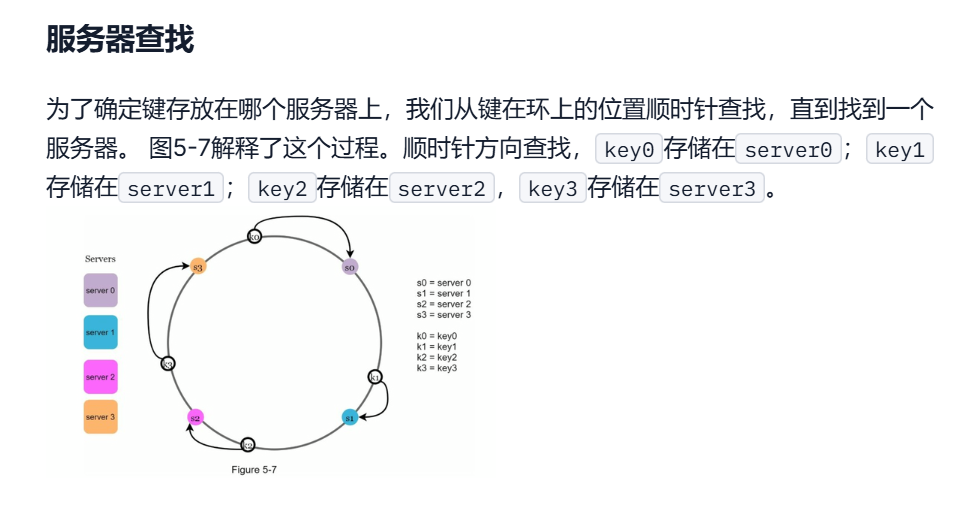 服务器查找
为了确定键存放在哪个服务器上，我们从键在环上的位置顺时针查找，直到找到一个
服务器。 图5-7解释了这个过程。顺时针方向查找， key0 存储在 server0 ； key1
存储在 server1 ； key2 存储在 server2 ， key3 存储在 server3 。
k0
s3
s0
Servers
server 0
server 1
server 2
server 3
s0 = server 0
s1 = server 1
s2 = server 2
s3 = server 3
k0 = key0
k1 = key1
k2 = key2
k3 = key3
k3
k1
s2
s1
k2
Figure 5-7